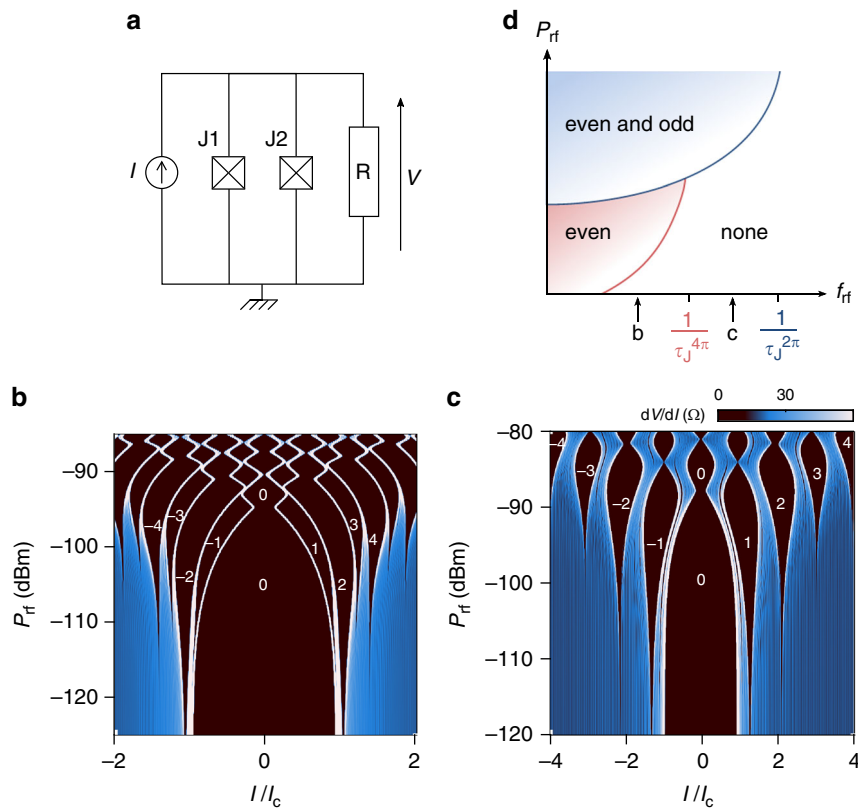 a
I
J1
J2
R
V
d
P_rf
even and odd
even
none
f_rf
b
1
τ_J^4π
c
1
τ_J^2π
b
P_rf (dBm)
−90
−100
−110
−120
−4
−3
−2
−1
0
0
1
2
3
4
−2
0
2
I / I_c
c
dV/dI (Ω)
0
30
P_rf (dBm)
−80
−90
−100
−110
−120
−4
−3
−2
−1
0
0
1
2
3
4
−4
−2
0
2
4
I / I_c